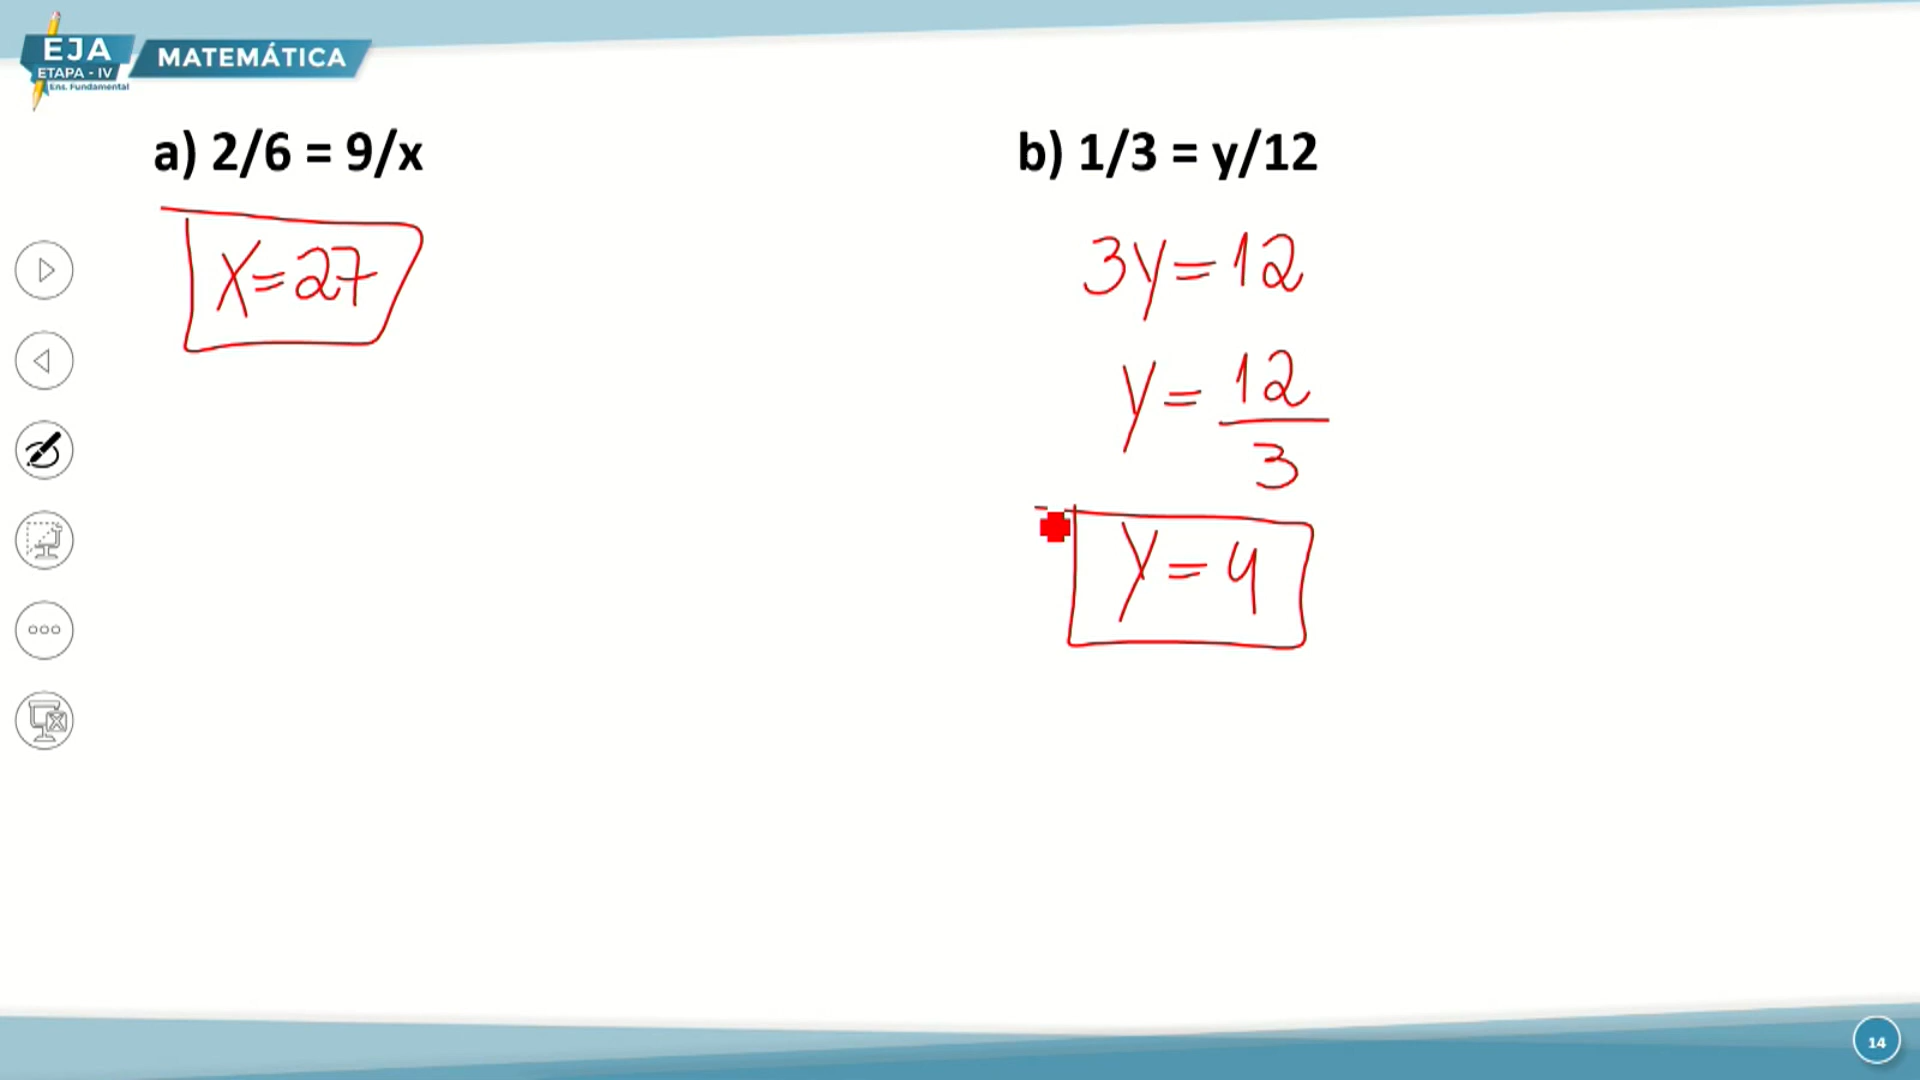 EJA
ETAPA - IV
Ens. Fundamental
MATEMÁTICA
a) 2/6 = 9/x
x=27
b) 1/3 = y/12
3y=12
y= 12
3
y=4
14